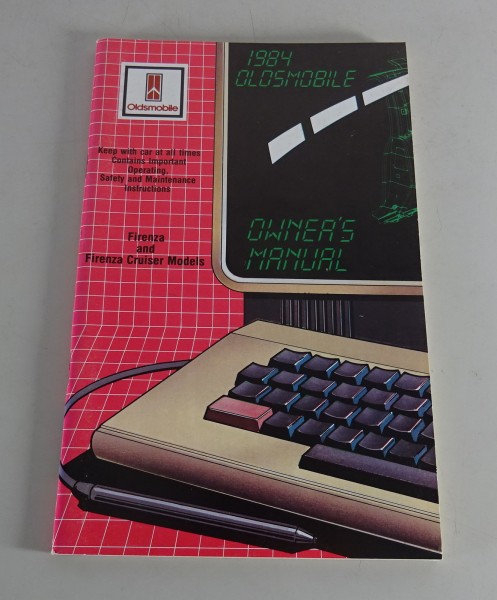 1984
OLDSMOBILE
Oldsmobile
Keep with car at all times
Contains Important
Operating,
Safety and Maintenance
Instructions
Firenza
and
Firenza Cruiser Models
OWNER'S
MANUAL